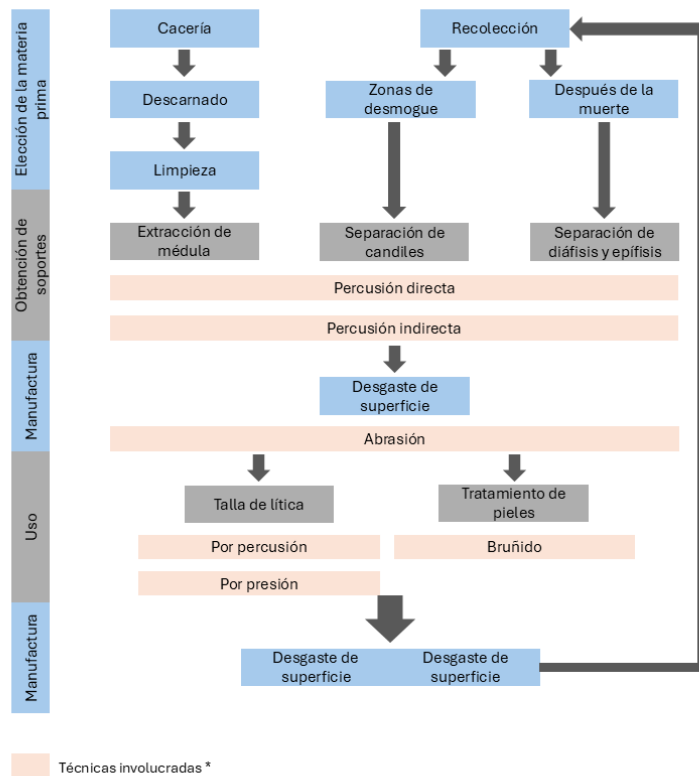 Elección de la materia
prima
Cacería
Recolección
Descarnado
Zonas de
desmogue
Después de la
muerte
Limpieza
Obtención de
soportes
Extracción de
médula
Separación de
candiles
Separación de
diáfisis y epífisis
Percusión directa
Percusión indirecta
Manufactura
Desgaste de
superficie
Abrasión
Uso
Talla de lítica
Tratamiento de
pieles
Por percusión
Bruñido
Por presión
Manufactura
Desgaste de
superficie
Desgaste de
superficie
Técnicas involucradas *